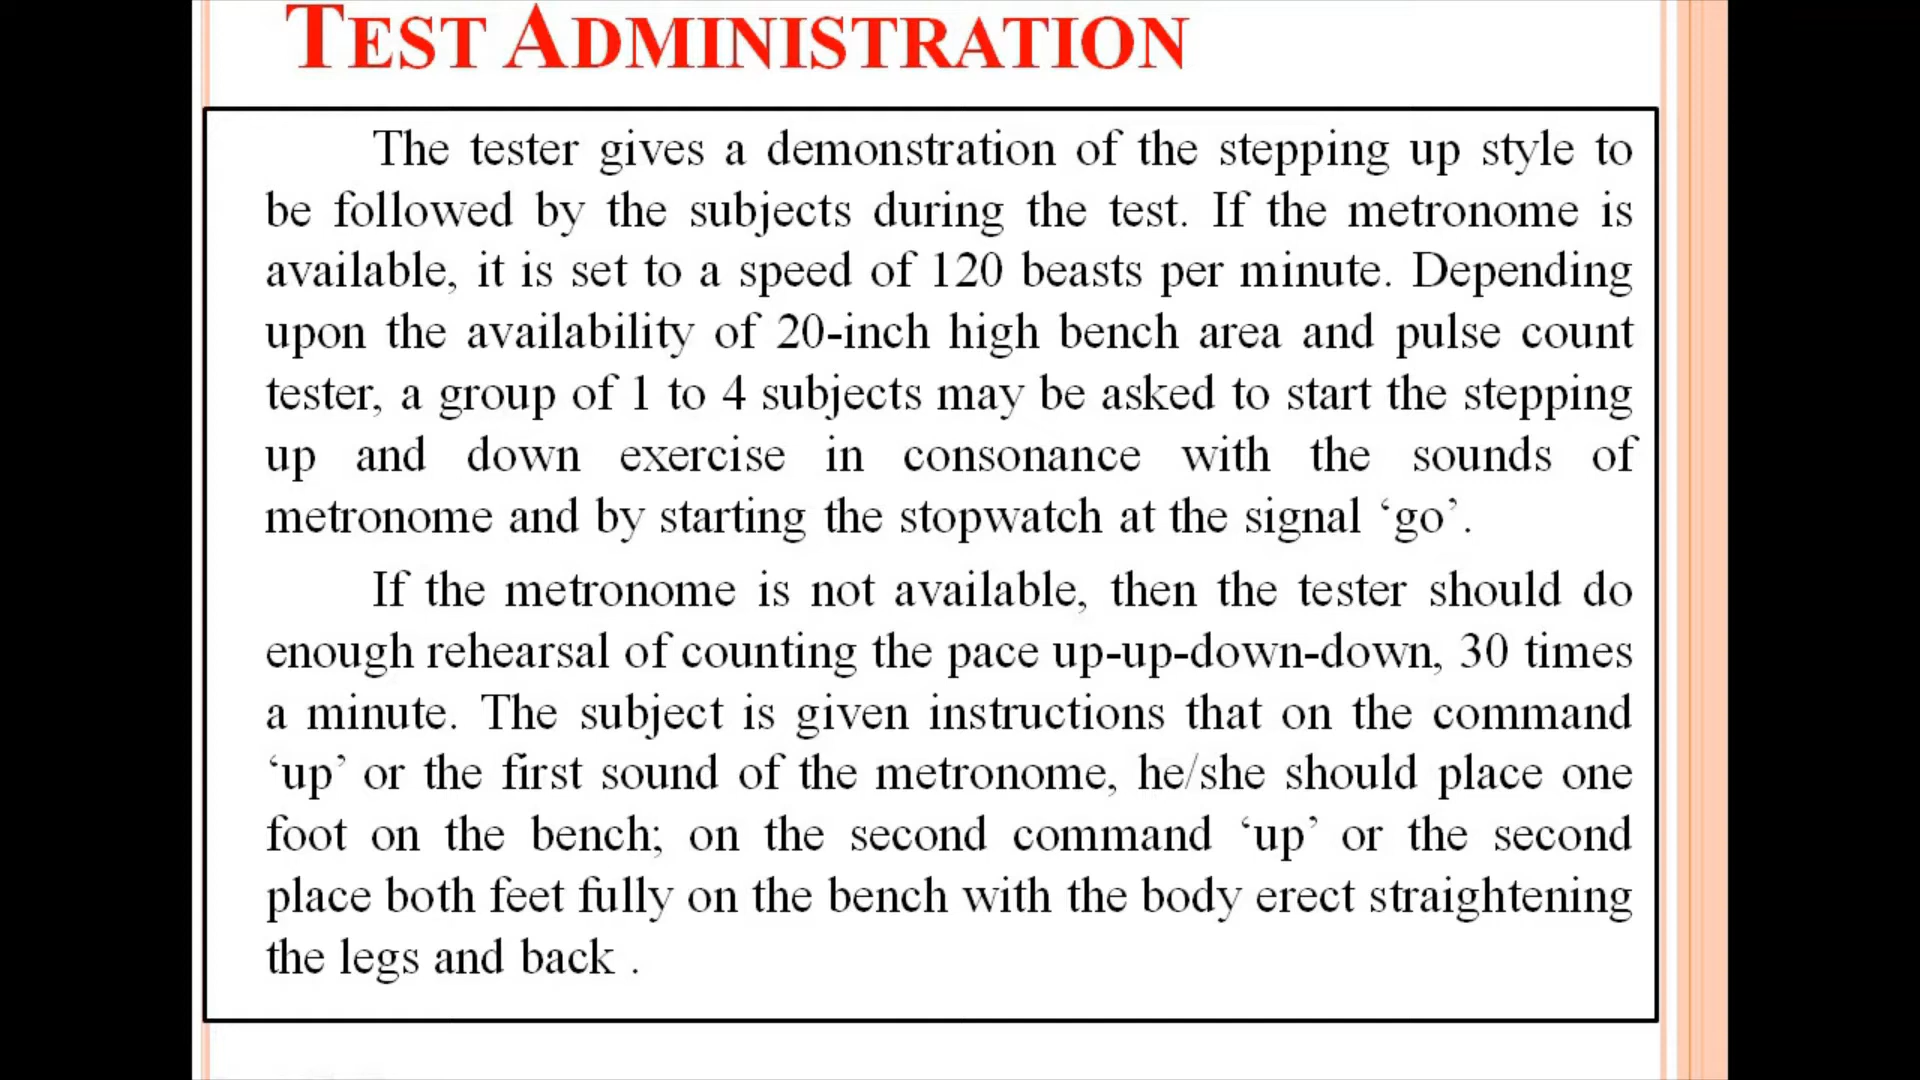 TEST ADMINISTRATION
The tester gives a demonstration of the stepping up style to
be followed by the subjects during the test. If the metronome is
available, it is set to a speed of 120 beasts per minute. Depending
upon the availability of 20-inch high bench area and pulse count
tester, a group of 1 to 4 subjects may be asked to start the stepping
up and down exercise in consonance with the sounds of
metronome and by starting the stopwatch at the signal ‘go’.
If the metronome is not available, then the tester should do
enough rehearsal of counting the pace up-up-down-down, 30 times
a minute. The subject is given instructions that on the command
‘up’ or the first sound of the metronome, he/she should place one
foot on the bench; on the second command ‘up’ or the second
place both feet fully on the bench with the body erect straightening
the legs and back .